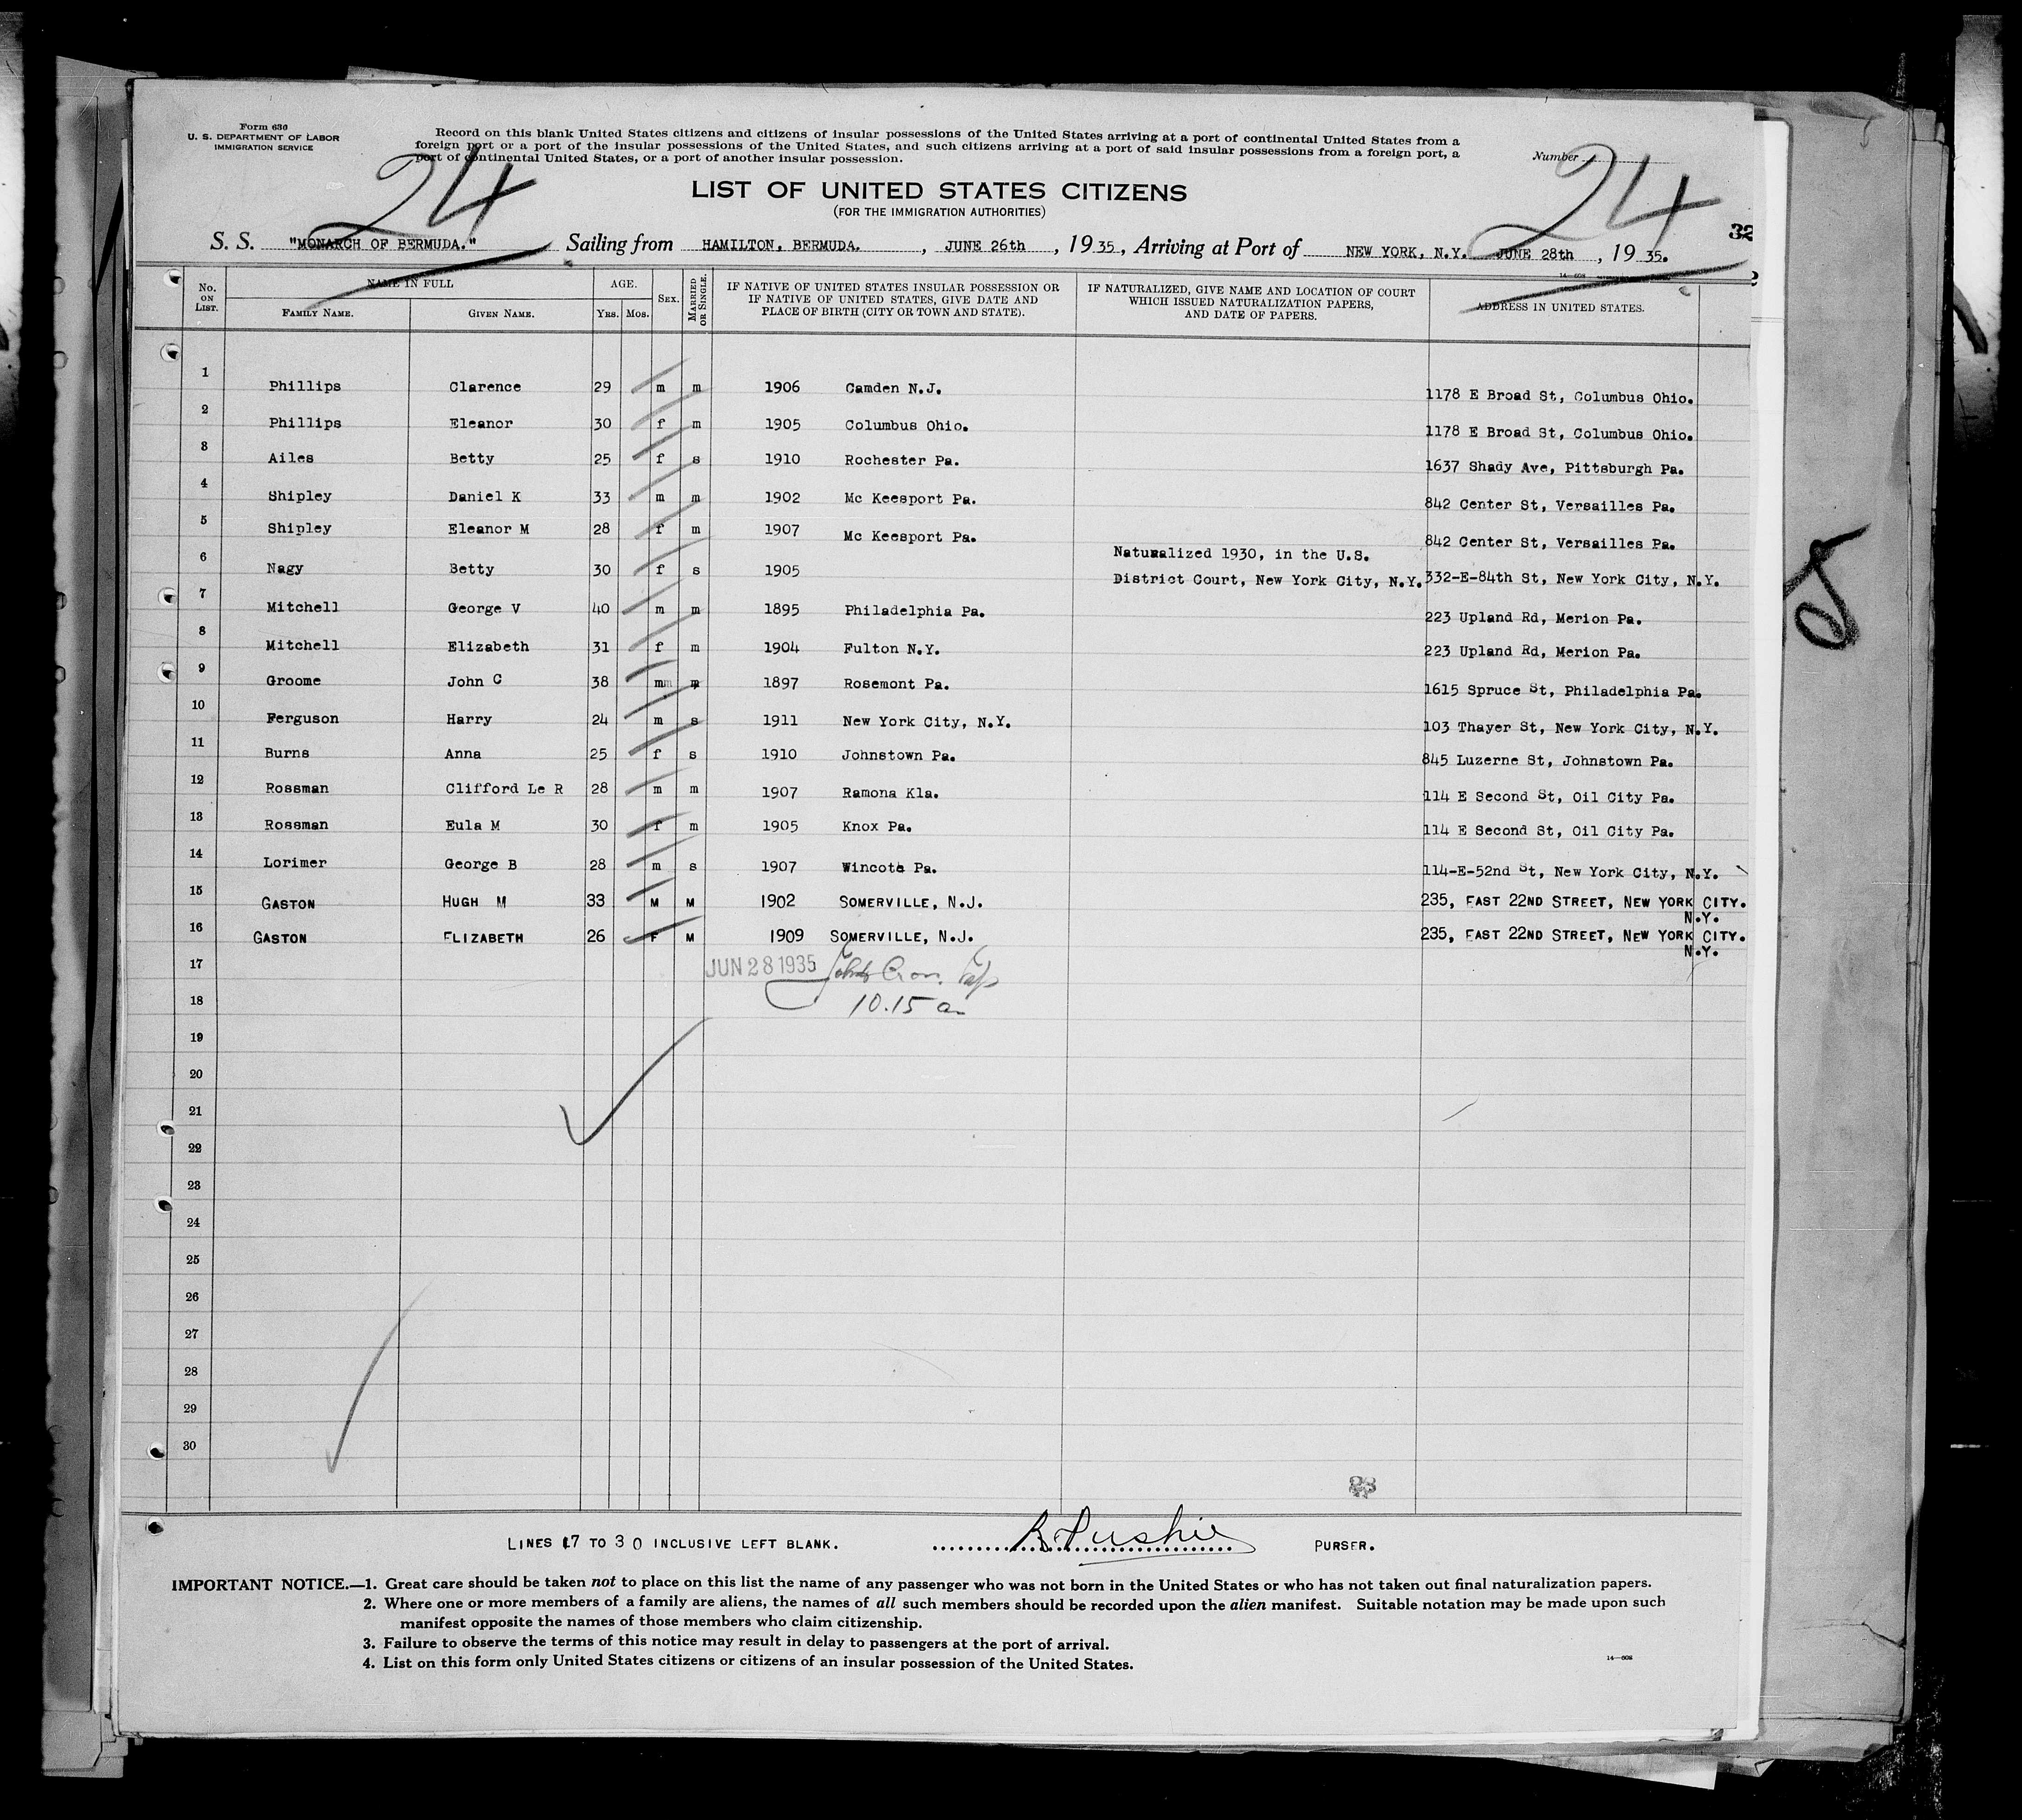 Form 630
U. S. DEPARTMENT OF LABOR
IMMIGRATION SERVICE
Record on this blank United States citizens and citizens of insular possessions of the United States arriving at a port of continental United States from a
foreign port or a port of the insular possessions of the United States, and such citizens arriving at a port of said insular possessions from a foreign port, a
port of continental United States, or a port of another insular possession.
Number
24
24
LIST OF UNITED STATES CITIZENS
(FOR THE IMMIGRATION AUTHORITIES)
32
S. S. "MONARCH OF BERMUDA." Sailing from HAMILTON, BERMUDA. , JUNE 26th , 19 35, Arriving at Port of NEW YORK, N.Y. JUNE 28th , 19 35.
14—608
No. ON LIST. NAME IN FULL FAMILY NAME. GIVEN NAME. AGE. YRS. MOS. SEX. MARRIED OR SINGLE. IF NATIVE OF UNITED STATES INSULAR POSSESSION OR IF NATIVE OF UNITED STATES, GIVE DATE AND PLACE OF BIRTH (CITY OR TOWN AND STATE). IF NATURALIZED, GIVE NAME AND LOCATION OF COURT WHICH ISSUED NATURALIZATION PAPERS, AND DATE OF PAPERS. ADDRESS IN UNITED STATES.
1 Phillips Clarence 29 m m 1906 Camden N.J. 1178 E Broad St, Columbus Ohio.
2 Phillips Eleanor 30 f m 1905 Columbus Ohio. 1178 E Broad St, Columbus Ohio.
3 Ailes Betty 25 f s 1910 Rochester Pa. 1637 Shady Ave, Pittsburgh Pa.
4 Shipley Daniel K 33 m m 1902 Mc Keesport Pa. 842 Center St, Versailles Pa.
5 Shipley Eleanor M 28 f m 1907 Mc Keesport Pa. 842 Center St, Versailles Pa.
6 Nagy Betty 30 f s 1905 Naturalized 1930, in the U.S. District Court, New York City, N.Y. 332-E-84th St, New York City, N.Y.
7 Mitchell George V 40 m m 1895 Philadelphia Pa. 223 Upland Rd, Merion Pa.
8 Mitchell Elizabeth 31 f m 1904 Fulton N.Y. 223 Upland Rd, Merion Pa.
9 Groome John C 38 mm m 1897 Rosemont Pa. 1615 Spruce St, Philadelphia Pa.
10 Ferguson Harry 24 m s 1911 New York City, N.Y. 103 Thayer St, New York City, N.Y.
11 Burns Anna 25 f s 1910 Johnstown Pa. 845 Luzerne St, Johnstown Pa.
12 Rossman Clifford Le R 28 m m 1907 Ramona Kla. 114 E Second St, Oil City Pa.
13 Rossman Eula M 30 f m 1905 Knox Pa. 114 E Second St, Oil City Pa.
14 Lorimer George B 28 m s 1907 Wincote Pa. 114-E-52nd St, New York City, N.Y.
15 GASTON HUGH M 33 M M 1902 SOMERVILLE, N.J. 235, EAST 22ND STREET, NEW YORK CITY. N.Y.
16 GASTON ELIZABETH 26 F M 1909 SOMERVILLE, N.J. 235, EAST 22ND STREET, NEW YORK CITY. N.Y.
17 JUN 28 1935
18 10.15 a
19
20
21
22
23
24
25
26
27
28
29
30
LINES 17 TO 30 INCLUSIVE LEFT BLANK. PURSER.
IMPORTANT NOTICE.—1. Great care should be taken not to place on this list the name of any passenger who was not born in the United States or who has not taken out final naturalization papers.
2. Where one or more members of a family are aliens, the names of all such members should be recorded upon the alien manifest. Suitable notation may be made upon such
manifest opposite the names of those members who claim citizenship.
3. Failure to observe the terms of this notice may result in delay to passengers at the port of arrival.
4. List on this form only United States citizens or citizens of an insular possession of the United States.
14—608